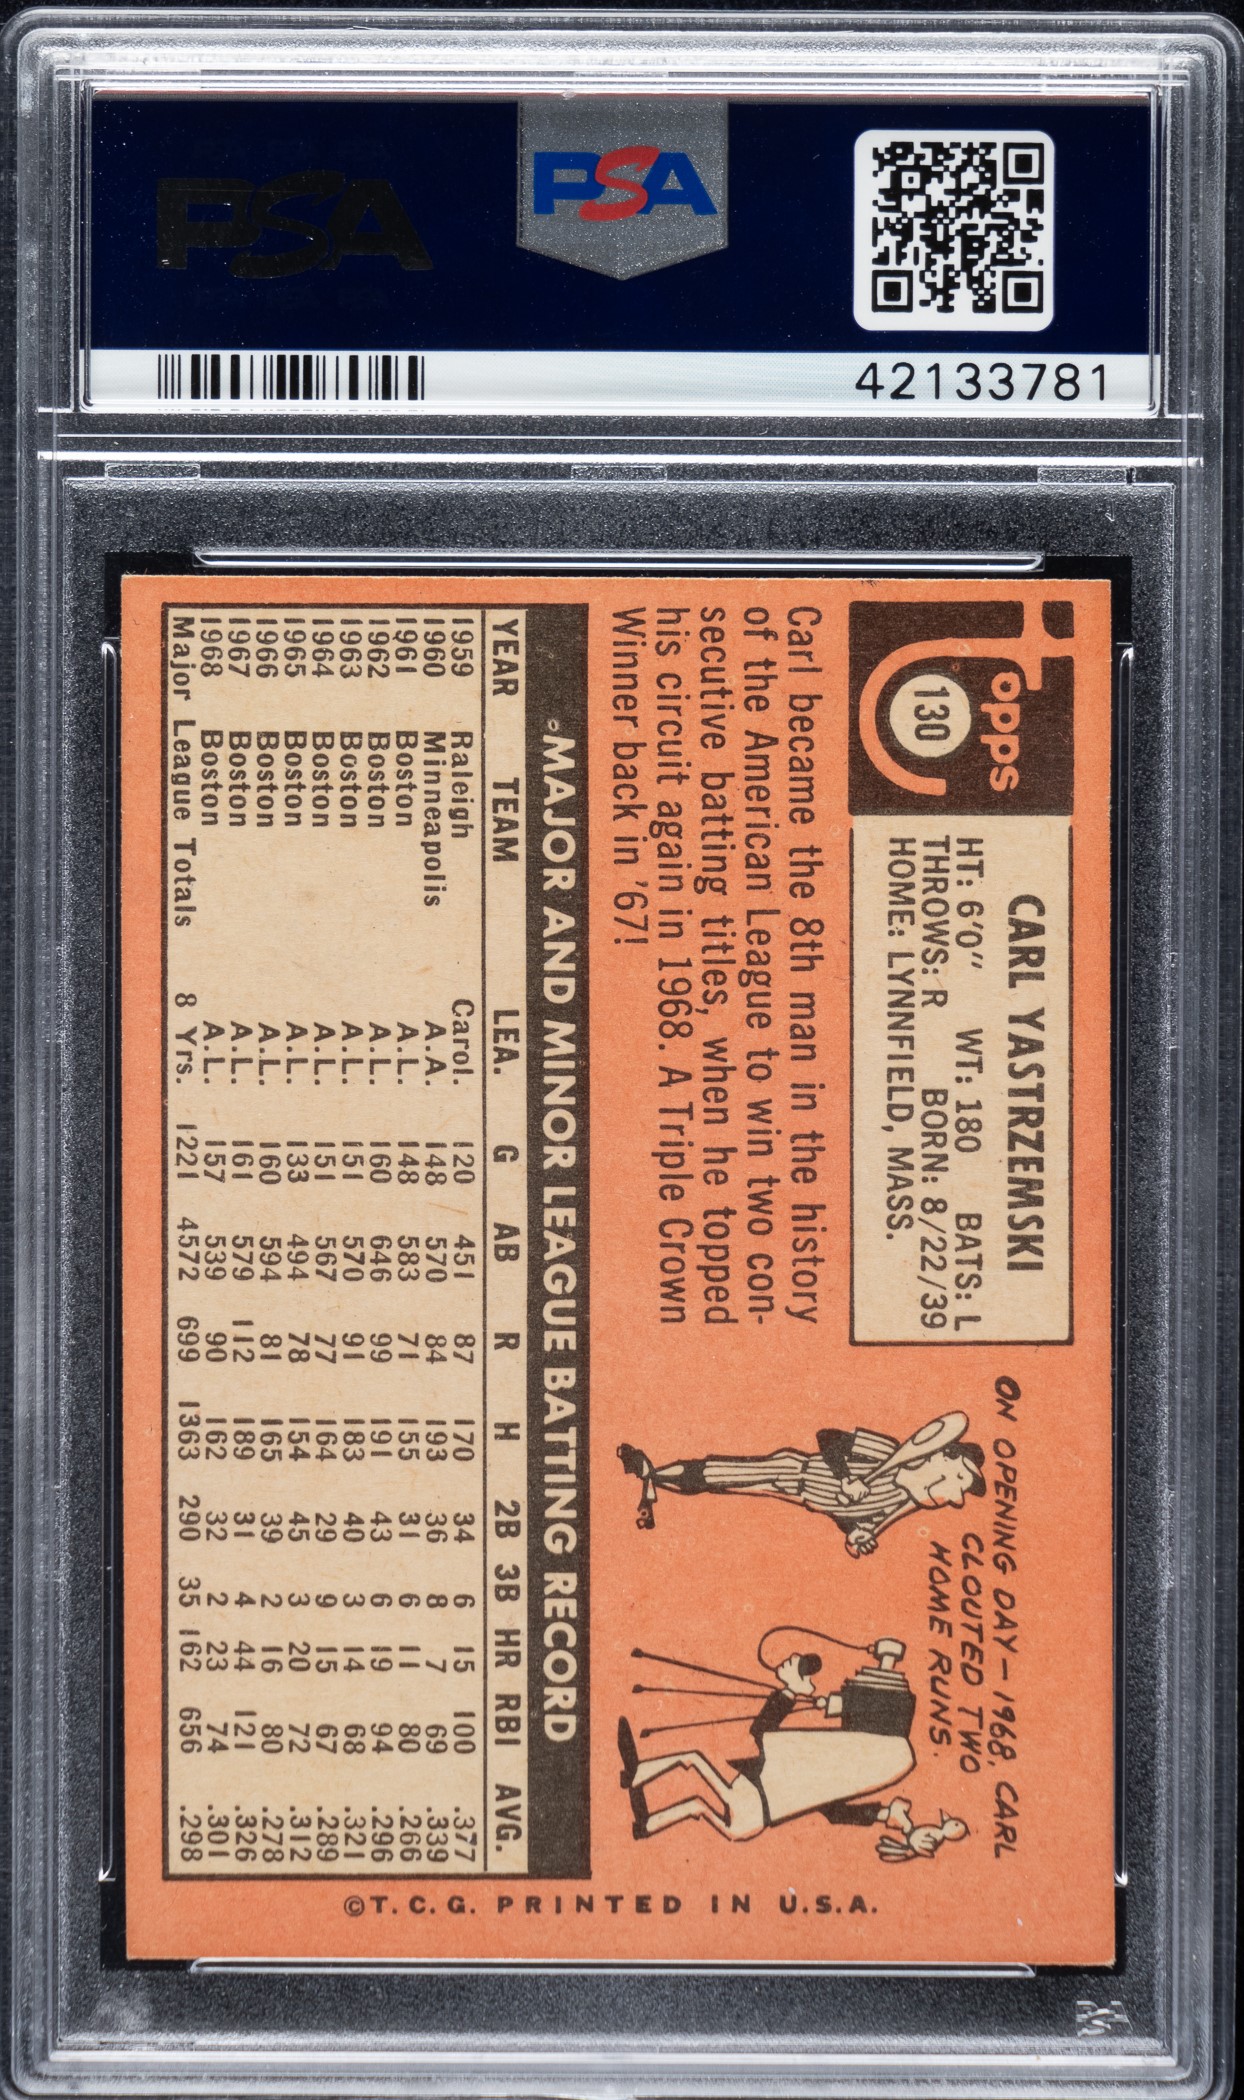 PSA
PSA
42133781
Topps
130
CARL YASTRZEMSKI
HT: 6'0" WT: 180 BATS: L
THROWS: R BORN: 8/22/39
HOME: LYNNFIELD, MASS.
ON OPENING DAY-1968, CARL
CLOUTED TWO
HOME RUNS.
Carl became the 8th man in the history
of the American League to win two con-
secutive batting titles, when he topped
his circuit again in 1968. A Triple Crown
Winner back in '67!
MAJOR AND MINOR LEAGUE BATTING RECORD
YEAR TEAM LEA. G AB R H 2B 3B HR RBI AVG.
1959 Raleigh Carol. 120 451 87 170 34 6 15 100 .377
1960 Minneapolis A.A. 148 570 84 193 36 8 7 69 .339
1961 Boston A.L. 148 583 71 155 31 6 11 80 .266
1962 Boston A.L. 160 646 99 191 43 6 19 94 .296
1963 Boston A.L. 151 570 91 183 40 3 14 68 .321
1964 Boston A.L. 151 567 77 164 29 9 15 67 .289
1965 Boston A.L. 133 494 78 154 45 3 20 72 .312
1966 Boston A.L. 160 594 81 165 39 2 16 80 .278
1967 Boston A.L. 161 579 112 189 31 4 44 121 .326
1968 Boston A.L. 157 539 90 162 32 2 23 74 .301
Major League Totals 8 Yrs. 1221 4572 699 1363 290 35 162 656 .298
©T.C.G. PRINTED IN U.S.A.